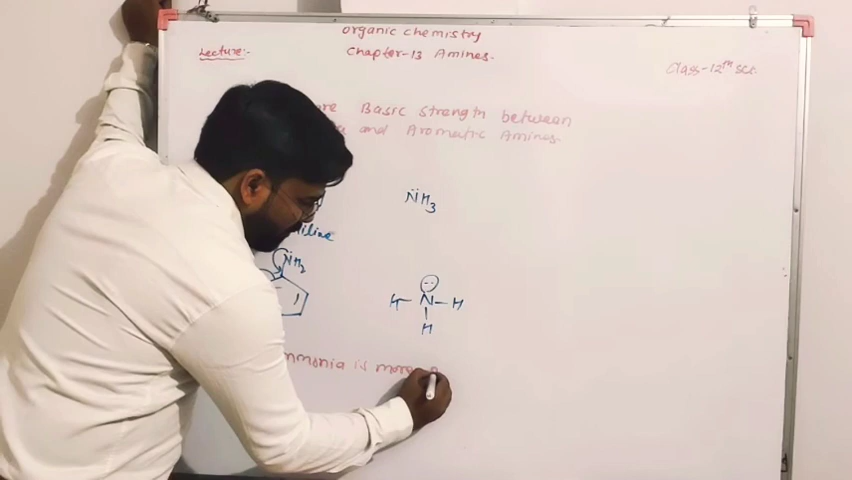 organic chemistry
Lecture:-
Chapter-13 Amines.
Class-12th sci.
Basic strength between
and Aromatic Amines.
NH3
NH2
N
H
H
H
mmonia is more